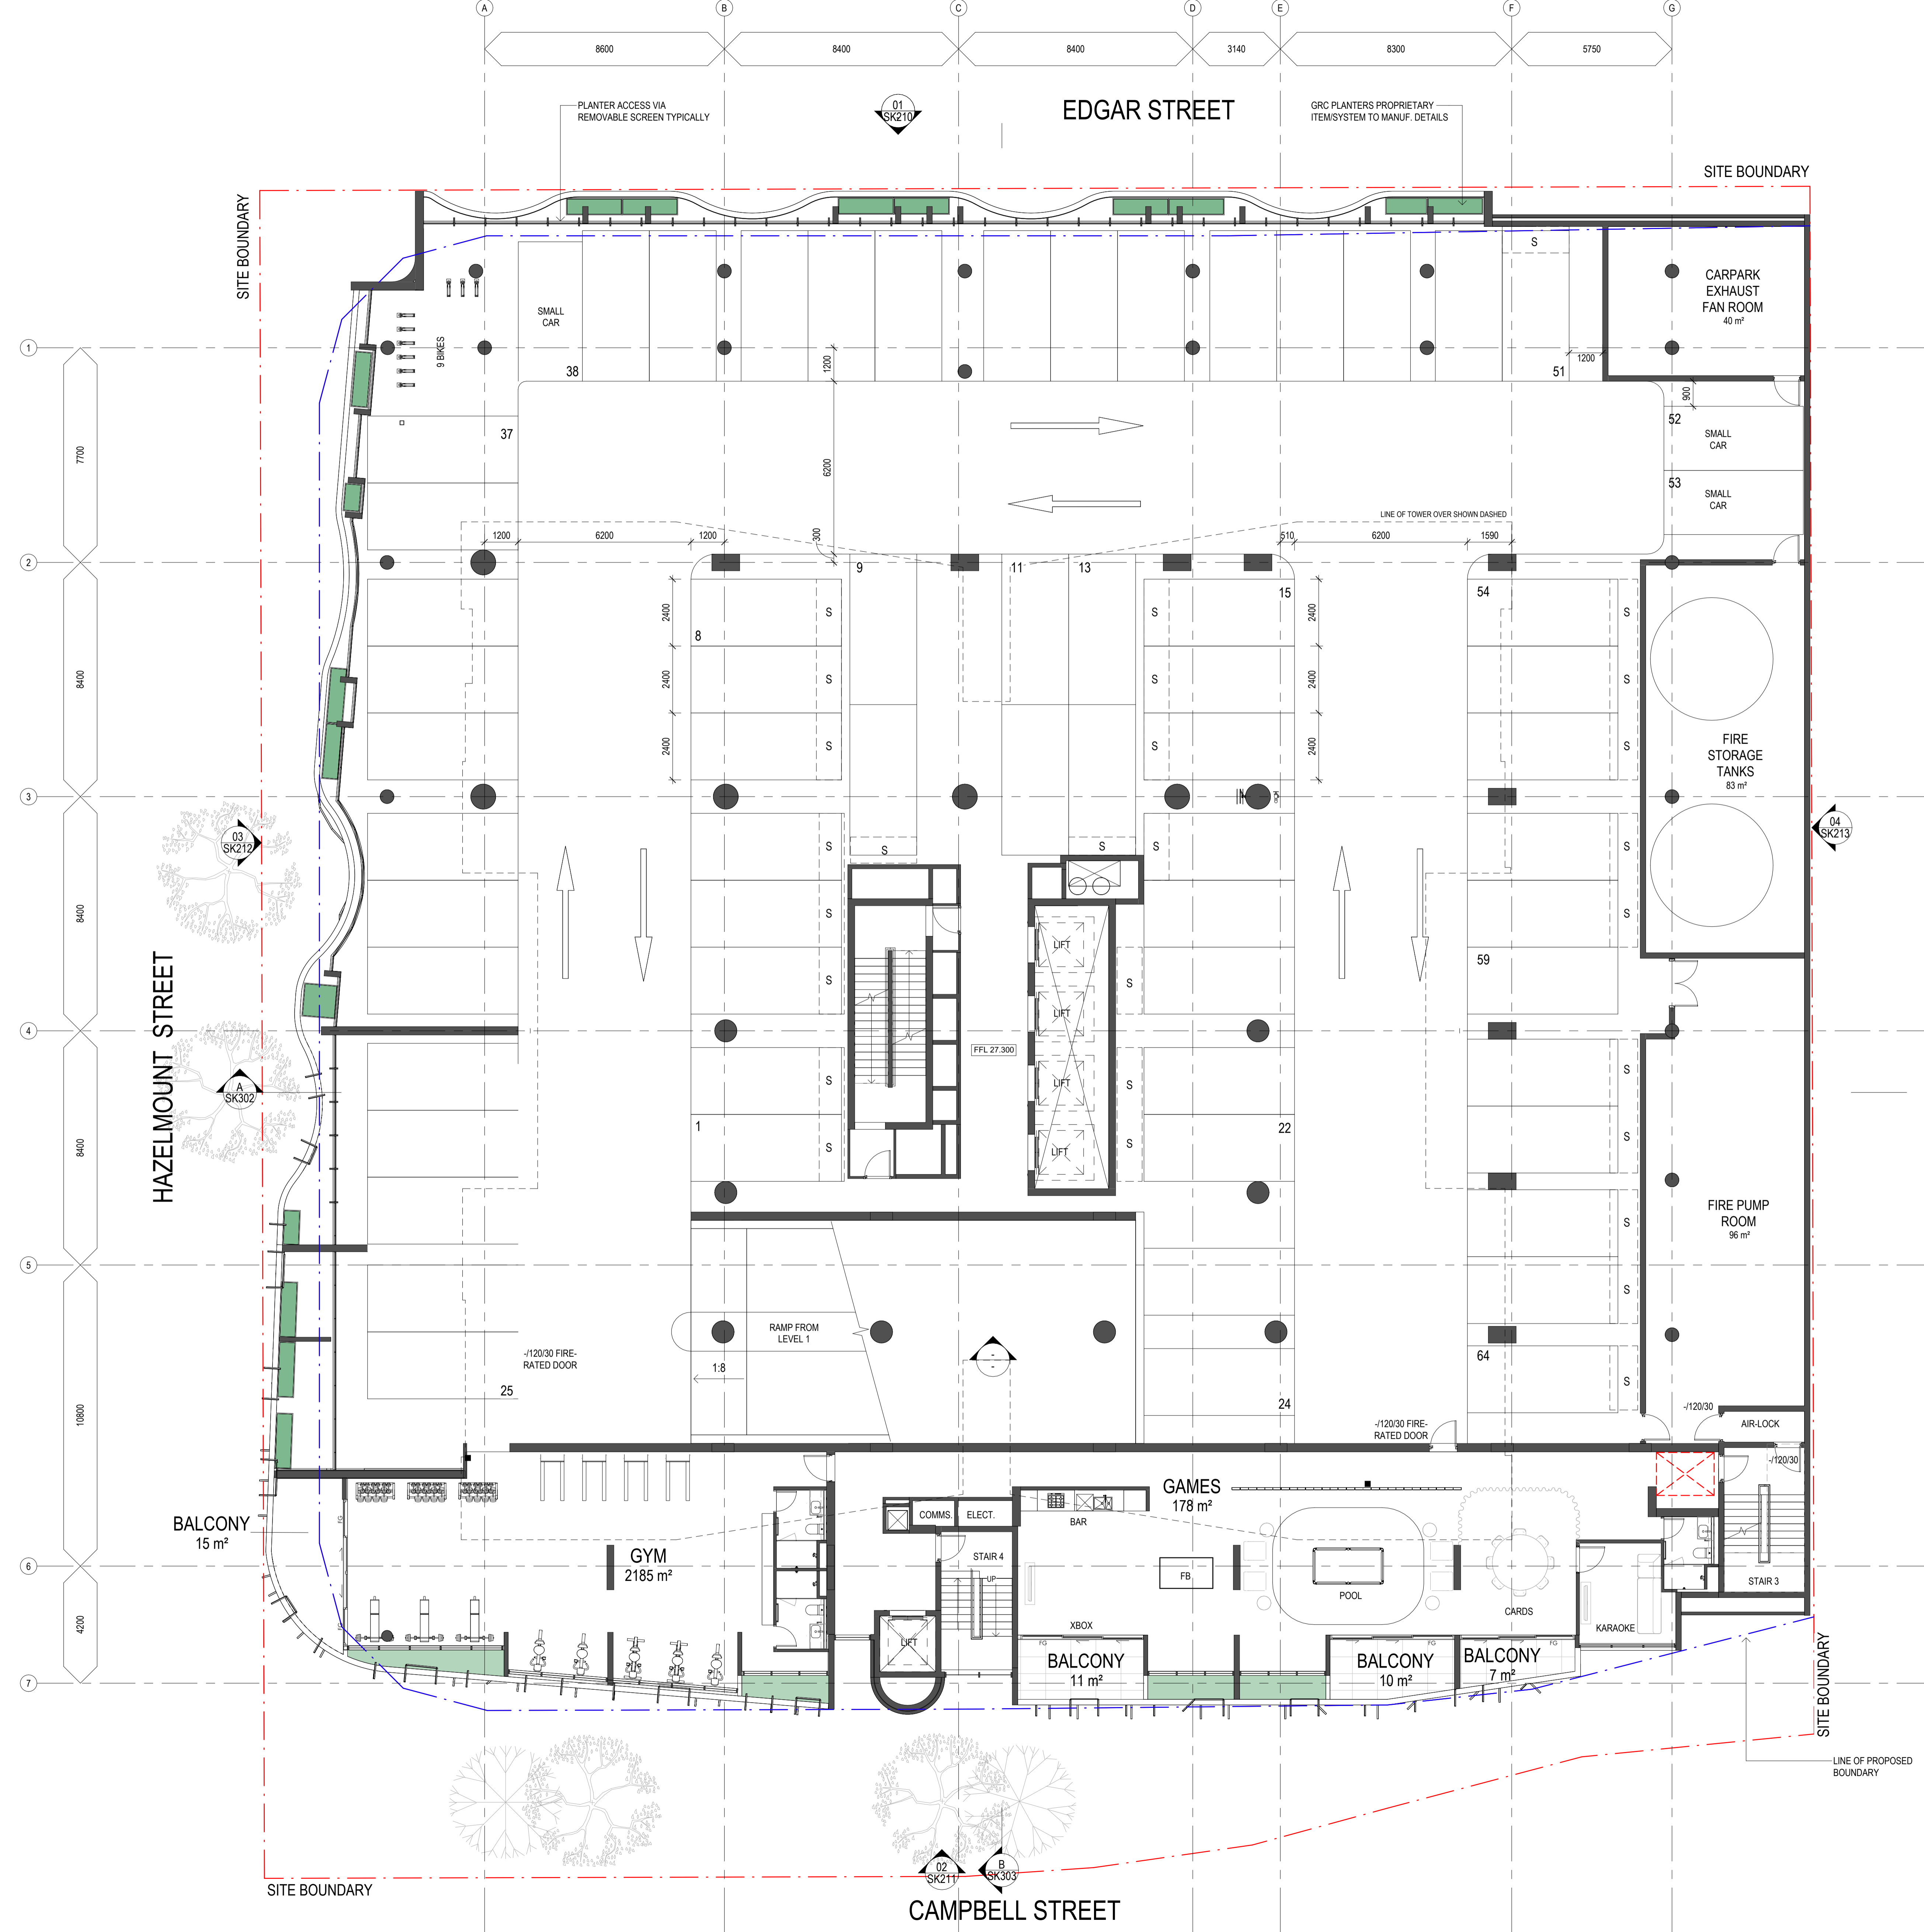 A
B
C
D
E
F
G
8600
8400
8400
3140
8300
5750
PLANTER ACCESS VIA
REMOVABLE SCREEN TYPICALLY
01
SK210
EDGAR STREET
GRC PLANTERS PROPRIETARY
ITEM/SYSTEM TO MANUF. DETAILS
SITE BOUNDARY
SITE BOUNDARY
S
CARPARK
EXHAUST
FAN ROOM
40 m²
SMALL
CAR
9 BIKES
1
38
1200
51
1200
900
37
52
SMALL
CAR
7700
6200
53
SMALL
CAR
LINE OF TOWER OVER SHOWN DASHED
1200
6200
1200
300
510
6200
1590
2
9
11
13
15
54
2400
S
S
2400
S
8
8400
2400
S
S
2400
S
2400
S
S
2400
S
FIRE
STORAGE
TANKS
83 m²
3
03
SK212
04
SK213
S
S
S
S
S
8400
S
S
LIFT
59
S
S
HAZELMOUNT STREET
LIFT
4
FFL 27.300
A
SK302
S
LIFT
S
S
8400
1
22
S
S
LIFT
S
FIRE PUMP
ROOM
96 m²
S
5
S
RAMP FROM
LEVEL 1
-/120/30 FIRE-
RATED DOOR
1:8
-
-
64
25
S
24
10800
-/120/30 FIRE-
RATED DOOR
-/120/30
AIR-LOCK
-/120/30
GAMES
178 m²
BALCONY
15 m²
FG
COMMS.
ELECT.
BAR
GYM
2185 m²
STAIR 4
6
UP
FB
POOL
STAIR 3
CARDS
4200
FG
XBOX
KARAOKE
LIFT
FG
FG
FG
BALCONY
11 m²
BALCONY
10 m²
BALCONY
7 m²
7
SITE BOUNDARY
LINE OF PROPOSED
BOUNDARY
02
SK211
B
SK303
SITE BOUNDARY
CAMPBELL STREET